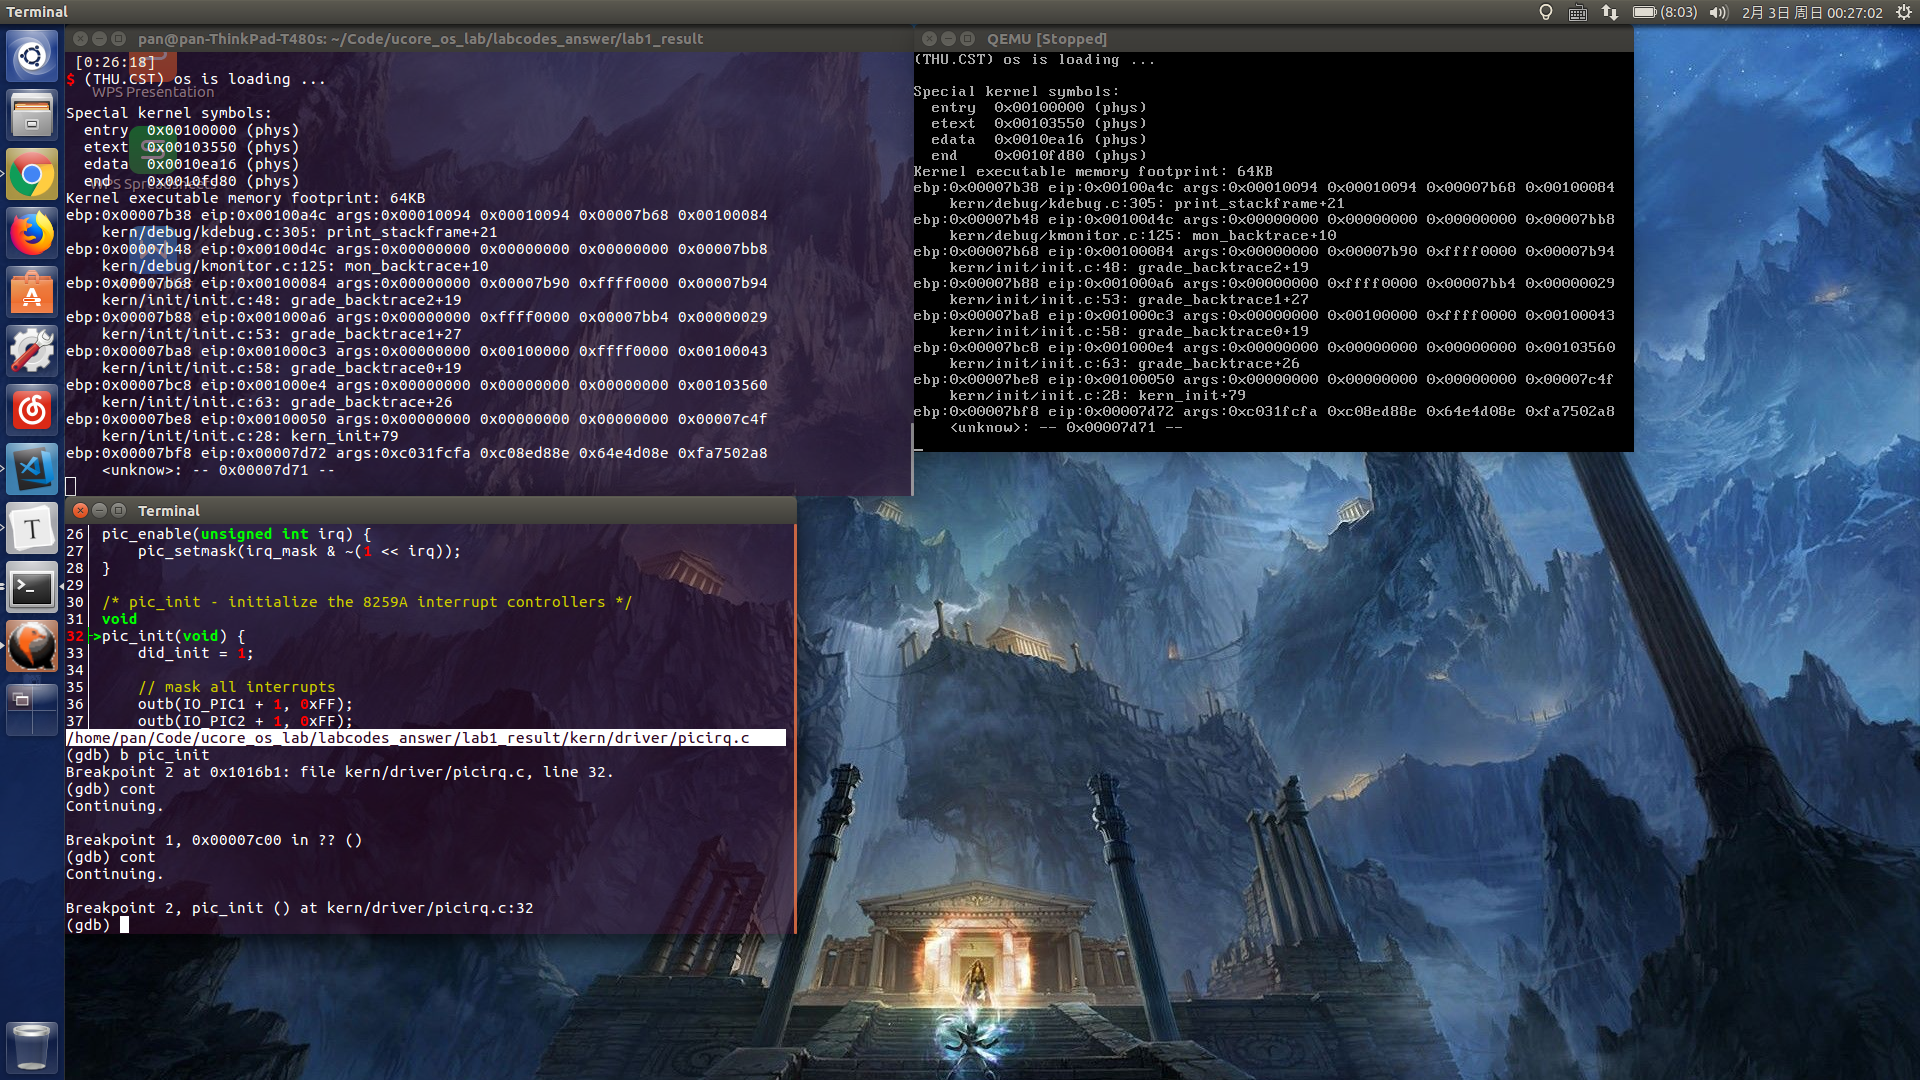 Terminal
(8:03)
2月 3日 周日 00:27:02
pan@pan-ThinkPad-T480s: ~/Code/ucore_os_lab/labcodes_answer/lab1_result
[0:26:18]
$ (THU.CST) os is loading ...
WPS Presentation
Special kernel symbols:
  entry  0x00100000 (phys)
  etext  0x00103550 (phys)
  edata  0x0010ea16 (phys)
  end    0x0010fd80 (phys)
WPS Spreadsheets
Kernel executable memory footprint: 64KB
ebp:0x00007b38 eip:0x00100a4c args:0x00010094 0x00010094 0x00007b68 0x00100084
    kern/debug/kdebug.c:305: print_stackframe+21
ebp:0x00007b48 eip:0x00100d4c args:0x00000000 0x00000000 0x00000000 0x00007bb8
    kern/debug/kmonitor.c:125: mon_backtrace+10
ebp:0x00007b68 eip:0x00100084 args:0x00000000 0x00007b90 0xffff0000 0x00007b94
    kern/init/init.c:48: grade_backtrace2+19
ebp:0x00007b88 eip:0x001000a6 args:0x00000000 0xffff0000 0x00007bb4 0x00000029
    kern/init/init.c:53: grade_backtrace1+27
ebp:0x00007ba8 eip:0x001000c3 args:0x00000000 0x00100000 0xffff0000 0x00100043
    kern/init/init.c:58: grade_backtrace0+19
ebp:0x00007bc8 eip:0x001000e4 args:0x00000000 0x00000000 0x00000000 0x00103560
    kern/init/init.c:63: grade_backtrace+26
ebp:0x00007be8 eip:0x00100050 args:0x00000000 0x00000000 0x00000000 0x00007c4f
    kern/init/init.c:28: kern_init+79
ebp:0x00007bf8 eip:0x00007d72 args:0xc031fcfa 0xc08ed88e 0x64e4d08e 0xfa7502a8
    <unknow>: -- 0x00007d71 --
QEMU [Stopped]
(THU.CST) os is loading ...
Special kernel symbols:
  entry  0x00100000 (phys)
  etext  0x00103550 (phys)
  edata  0x0010ea16 (phys)
  end    0x0010fd80 (phys)
Kernel executable memory footprint: 64KB
ebp:0x00007b38 eip:0x00100a4c args:0x00010094 0x00010094 0x00007b68 0x00100084
    kern/debug/kdebug.c:305: print_stackframe+21
ebp:0x00007b48 eip:0x00100d4c args:0x00000000 0x00000000 0x00000000 0x00007bb8
    kern/debug/kmonitor.c:125: mon_backtrace+10
ebp:0x00007b68 eip:0x00100084 args:0x00000000 0x00007b90 0xffff0000 0x00007b94
    kern/init/init.c:48: grade_backtrace2+19
ebp:0x00007b88 eip:0x001000a6 args:0x00000000 0xffff0000 0x00007bb4 0x00000029
    kern/init/init.c:53: grade_backtrace1+27
ebp:0x00007ba8 eip:0x001000c3 args:0x00000000 0x00100000 0xffff0000 0x00100043
    kern/init/init.c:58: grade_backtrace0+19
ebp:0x00007bc8 eip:0x001000e4 args:0x00000000 0x00000000 0x00000000 0x00103560
    kern/init/init.c:63: grade_backtrace+26
ebp:0x00007be8 eip:0x00100050 args:0x00000000 0x00000000 0x00000000 0x00007c4f
    kern/init/init.c:28: kern_init+79
ebp:0x00007bf8 eip:0x00007d72 args:0xc031fcfa 0xc08ed88e 0x64e4d08e 0xfa7502a8
    <unknow>: -- 0x00007d71 --
Terminal
26  pic_enable(unsigned int irq) {
27      pic_setmask(irq_mask & ~(1 << irq));
28  }
29
30  /* pic_init - initialize the 8259A interrupt controllers */
31  void
32 ->pic_init(void) {
33      did_init = 1;
34
35      // mask all interrupts
36      outb(IO_PIC1 + 1, 0xFF);
37      outb(IO_PIC2 + 1, 0xFF);
/home/pan/Code/ucore_os_lab/labcodes_answer/lab1_result/kern/driver/picirq.c
(gdb) b pic_init
Breakpoint 2 at 0x1016b1: file kern/driver/picirq.c, line 32.
(gdb) cont
Continuing.
Breakpoint 1, 0x00007c00 in ?? ()
(gdb) cont
Continuing.
Breakpoint 2, pic_init () at kern/driver/picirq.c:32
(gdb)